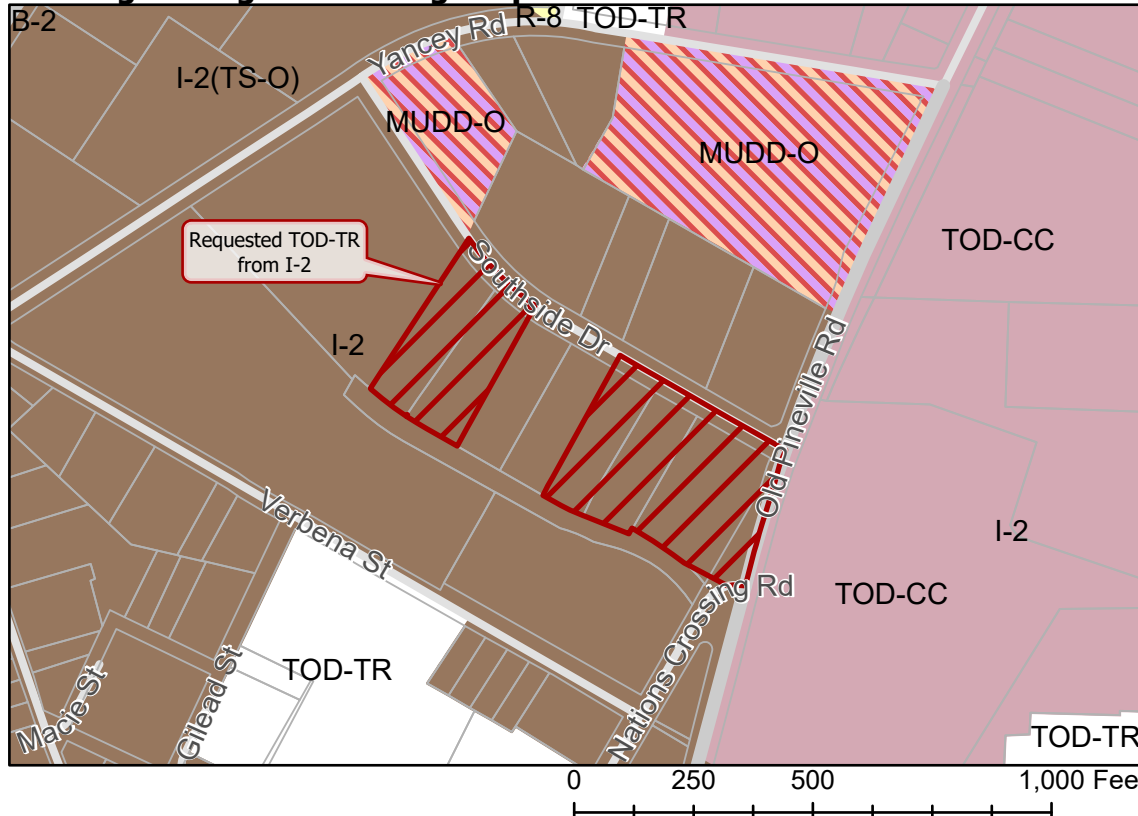 B-2
R-8
TOD-TR
Yancey Rd
I-2(TS-O)
MUDD-O
MUDD-O
Requested TOD-TR
from I-2
TOD-CC
Southside Dr
I-2
Old Pineville Rd
Verbena St
I-2
TOD-CC
Nations Crossing Rd
TOD-TR
Macie St
Gilead St
TOD-TR
0 250 500 1,000 Fee